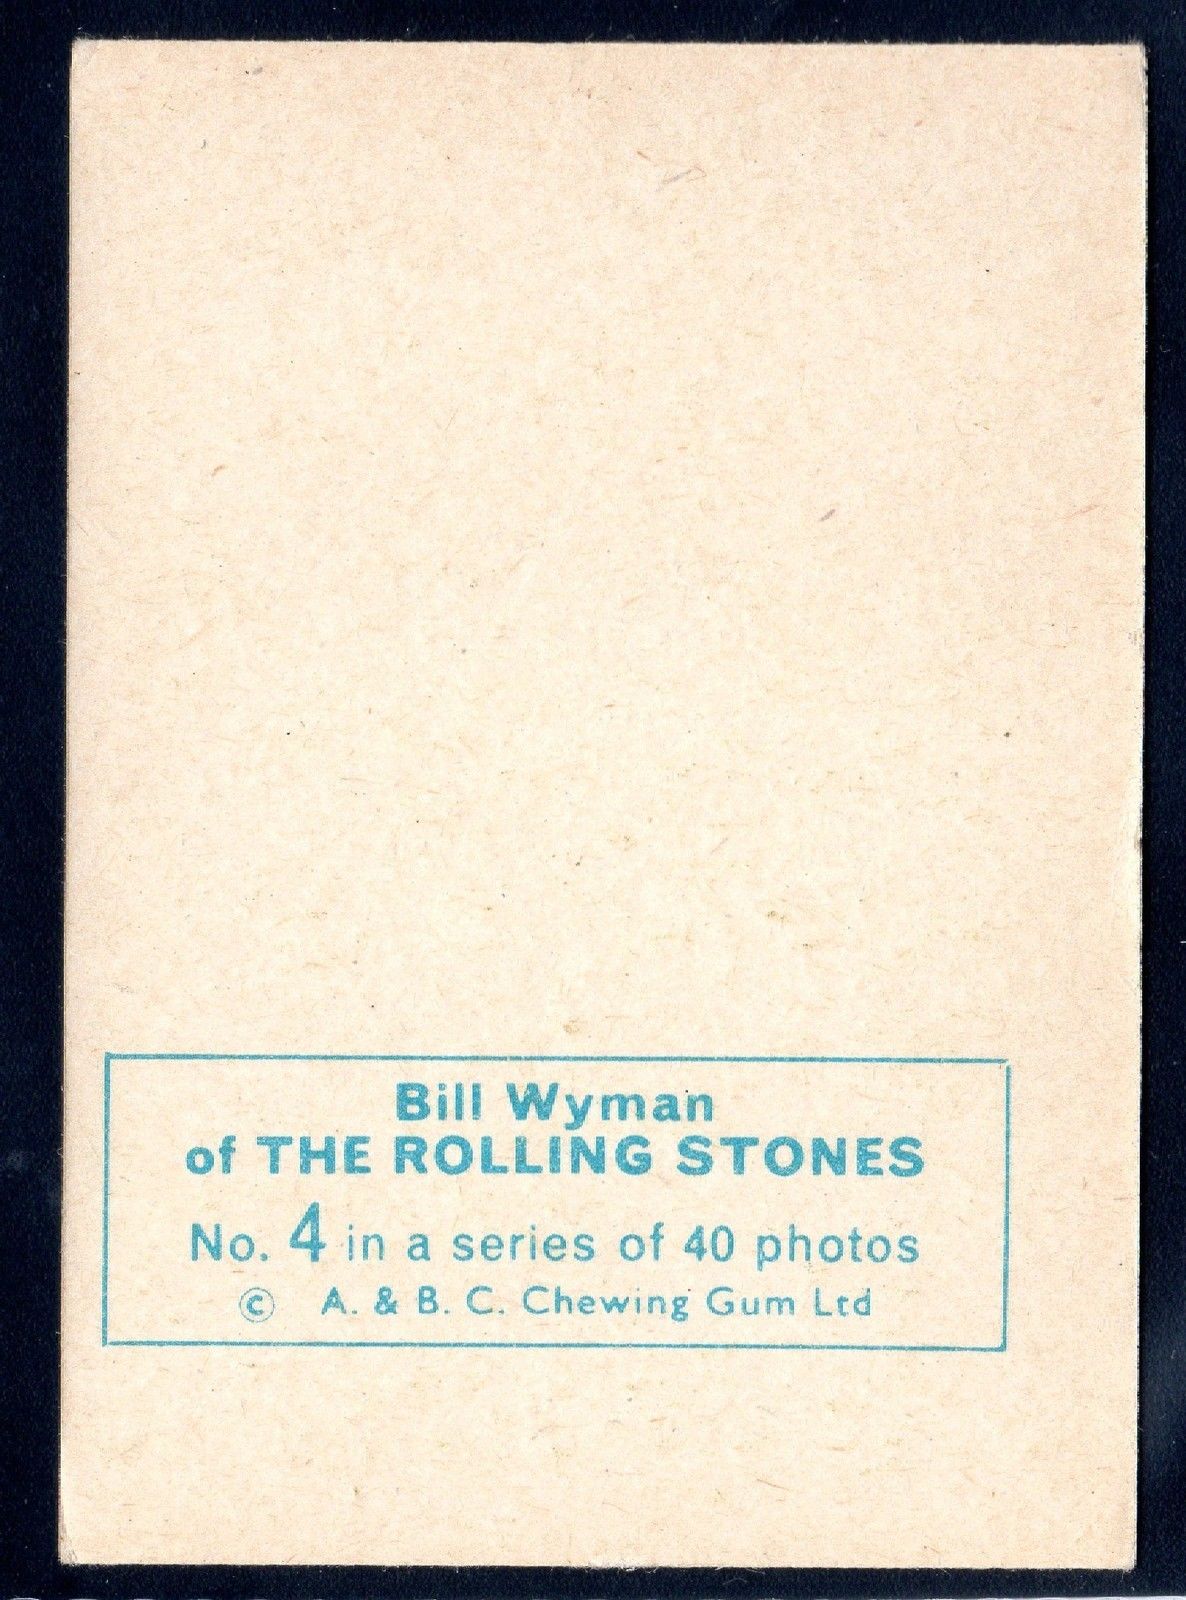 Bill Wyman
of THE ROLLING STONES
No. 4 in a series of 40 photos
© A. & B. C. Chewing Gum Ltd